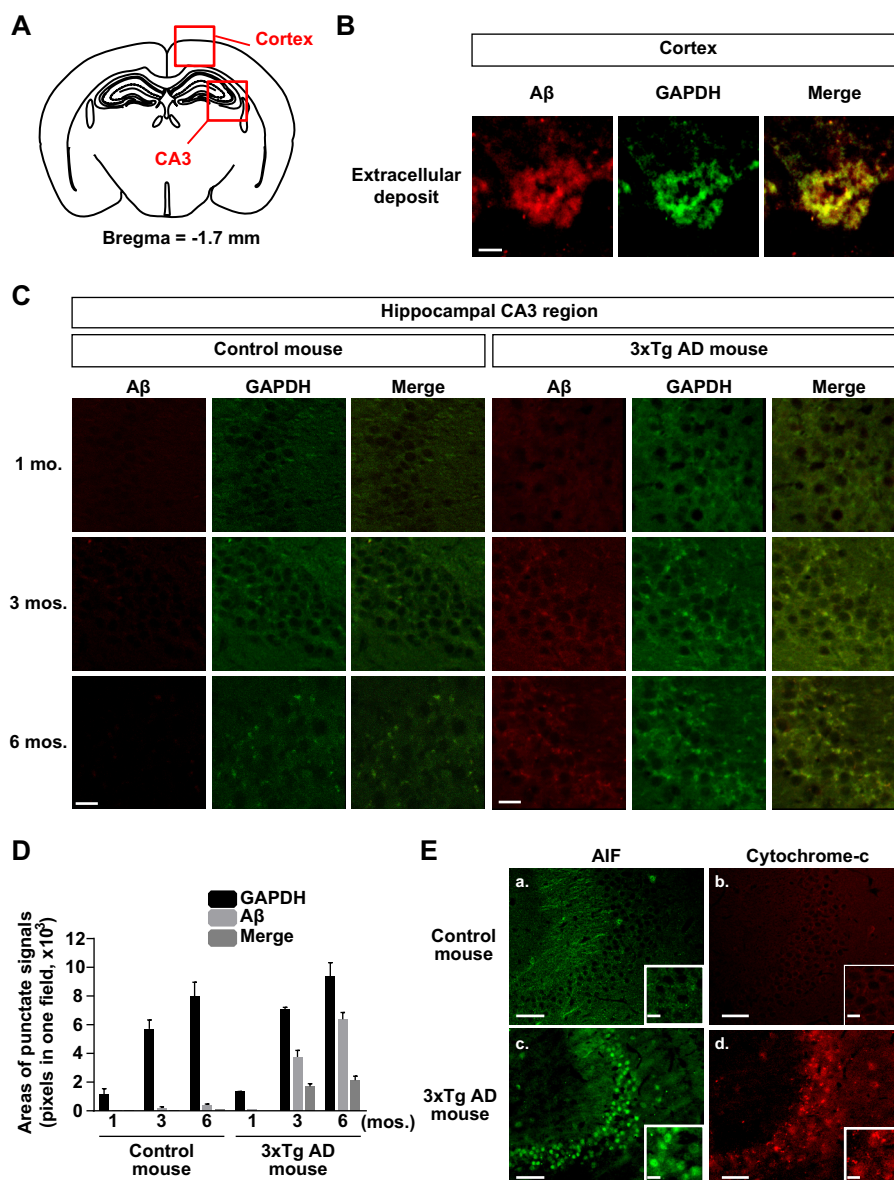 A
Cortex
CA3
Bregma = -1.7 mm
B
Cortex
Aβ GAPDH Merge
Extracellular
deposit
C
Hippocampal CA3 region
Control mouse 3xTg AD mouse
Aβ GAPDH Merge Aβ GAPDH Merge
1 mo.
3 mos.
6 mos.
D
GAPDH
Aβ
Merge
Areas of punctate signals
(pixels in one field, x10³)
12
10
8
6
4
2
0
1 3 6 1 3 6 (mos.)
Control
mouse
3xTg AD
mouse
E
AIF Cytochrome-c
Control
mouse
a. b.
3xTg AD
mouse
c. d.